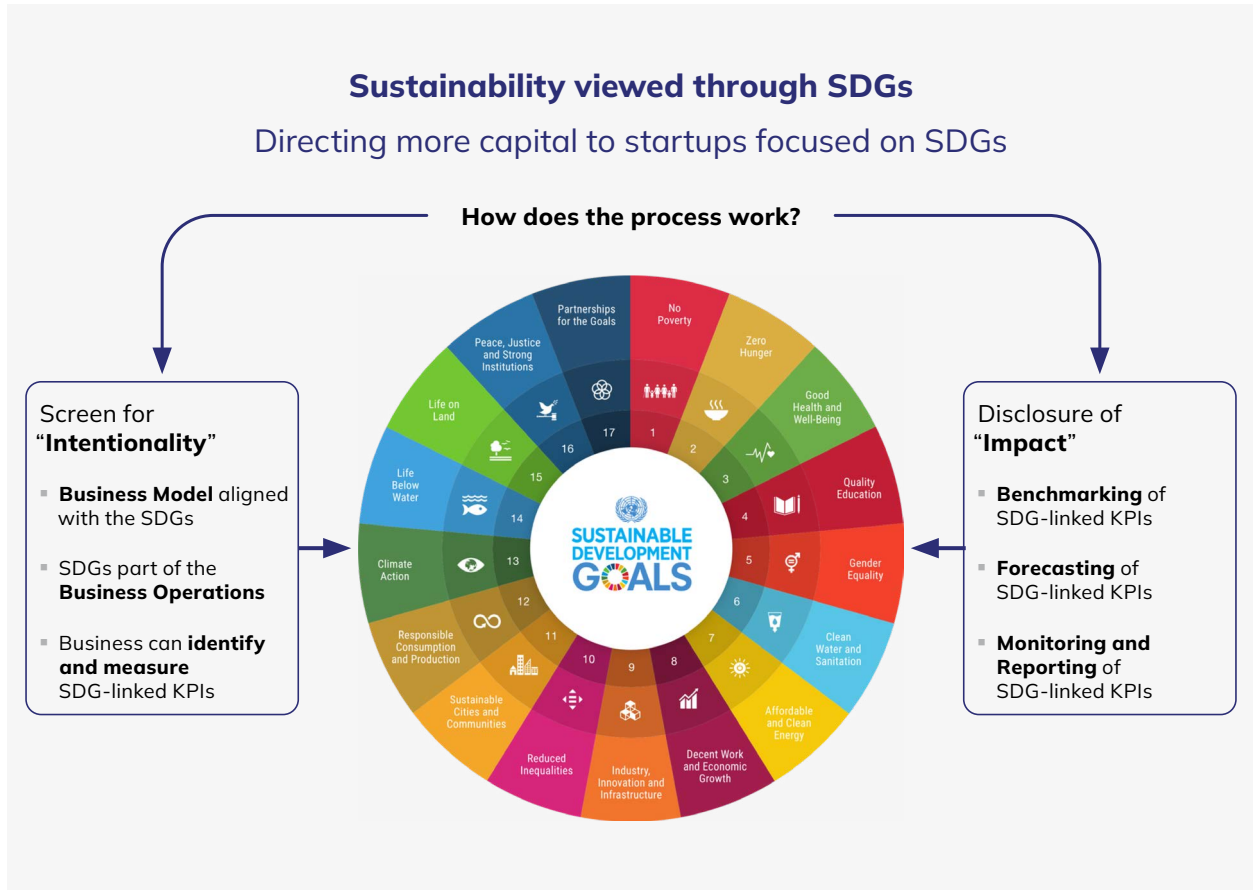 Sustainability viewed through SDGs
Directing more capital to startups focused on SDGs
How does the process work?
Screen for
“Intentionality”
▪ Business Model aligned
with the SDGs
▪ SDGs part of the
Business Operations
▪ Business can identify
and measure
SDG-linked KPIs
No
Poverty
1
Zero
Hunger
2
Good
Health and
Well-Being
3
Quality
Education
4
Gender
Equality
5
Clean
Water and
Sanitation
6
Affordable
and Clean
Energy
7
Decent Work
and Economic
Growth
8
Industry,
Innovation and
Infrastructure
9
Reduced
Inequalities
10
Sustainable
Cities and
Communities
11
Responsible
Consumption
and Production
12
Climate
Action
13
Life
Below
Water
14
Life on
Land
15
Peace, Justice
and Strong
Institutions
16
Partnerships
for the Goals
17
SUSTAINABLE
DEVELOPMENT
GOALS
Disclosure of
“Impact”
▪ Benchmarking of
SDG-linked KPIs
▪ Forecasting of
SDG-linked KPIs
▪ Monitoring and
Reporting of
SDG-linked KPIs